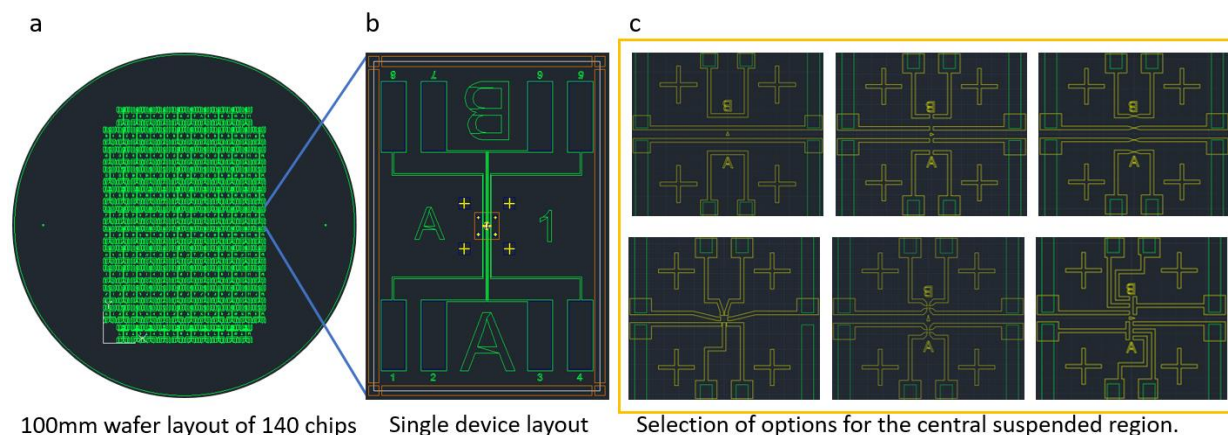 a
b
c
8 7 6 5
B
A 1
A
1 2 3 4
B
A
B
A
B
A
B
A
B
A
100mm wafer layout of 140 chips
Single device layout
Selection of options for the central suspended region.